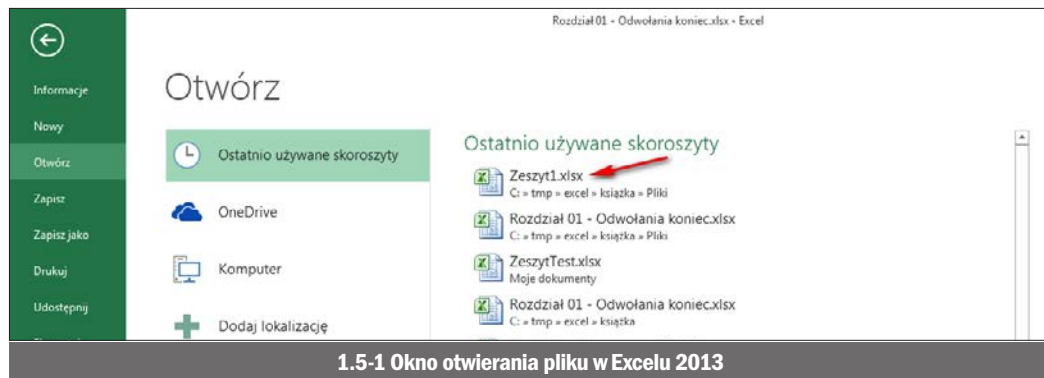 Rozdział 01 - Odwołania koniec.xlsx - Excel
Informacje
Nowy
Otwórz
Zapisz
Zapisz jako
Drukuj
Udostępnij
Otwórz
Ostatnio używane skoroszyty
OneDrive
Komputer
Dodaj lokalizację
Ostatnio używane skoroszyty
Zeszyt1.xlsx
C: » tmp » excel » książka » Pliki
Rozdział 01 - Odwołania koniec.xlsx
C: » tmp » excel » książka » Pliki
ZeszytTest.xlsx
Moje dokumenty
Rozdział 01 - Odwołania koniec.xlsx
C: » tmp » excel » książka
1.5-1 Okno otwierania pliku w Excelu 2013